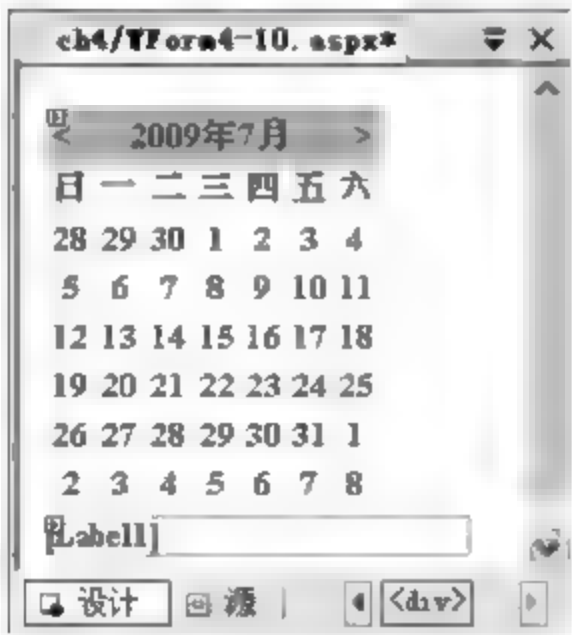 ch4/WForm4-10.aspx*
< 2009年7月 >
日 一 二 三 四 五 六
28 29 30 1 2 3 4
5 6 7 8 9 10 11
12 13 14 15 16 17 18
19 20 21 22 23 24 25
26 27 28 29 30 31 1
2 3 4 5 6 7 8
[Label1]
设计 源 <div>